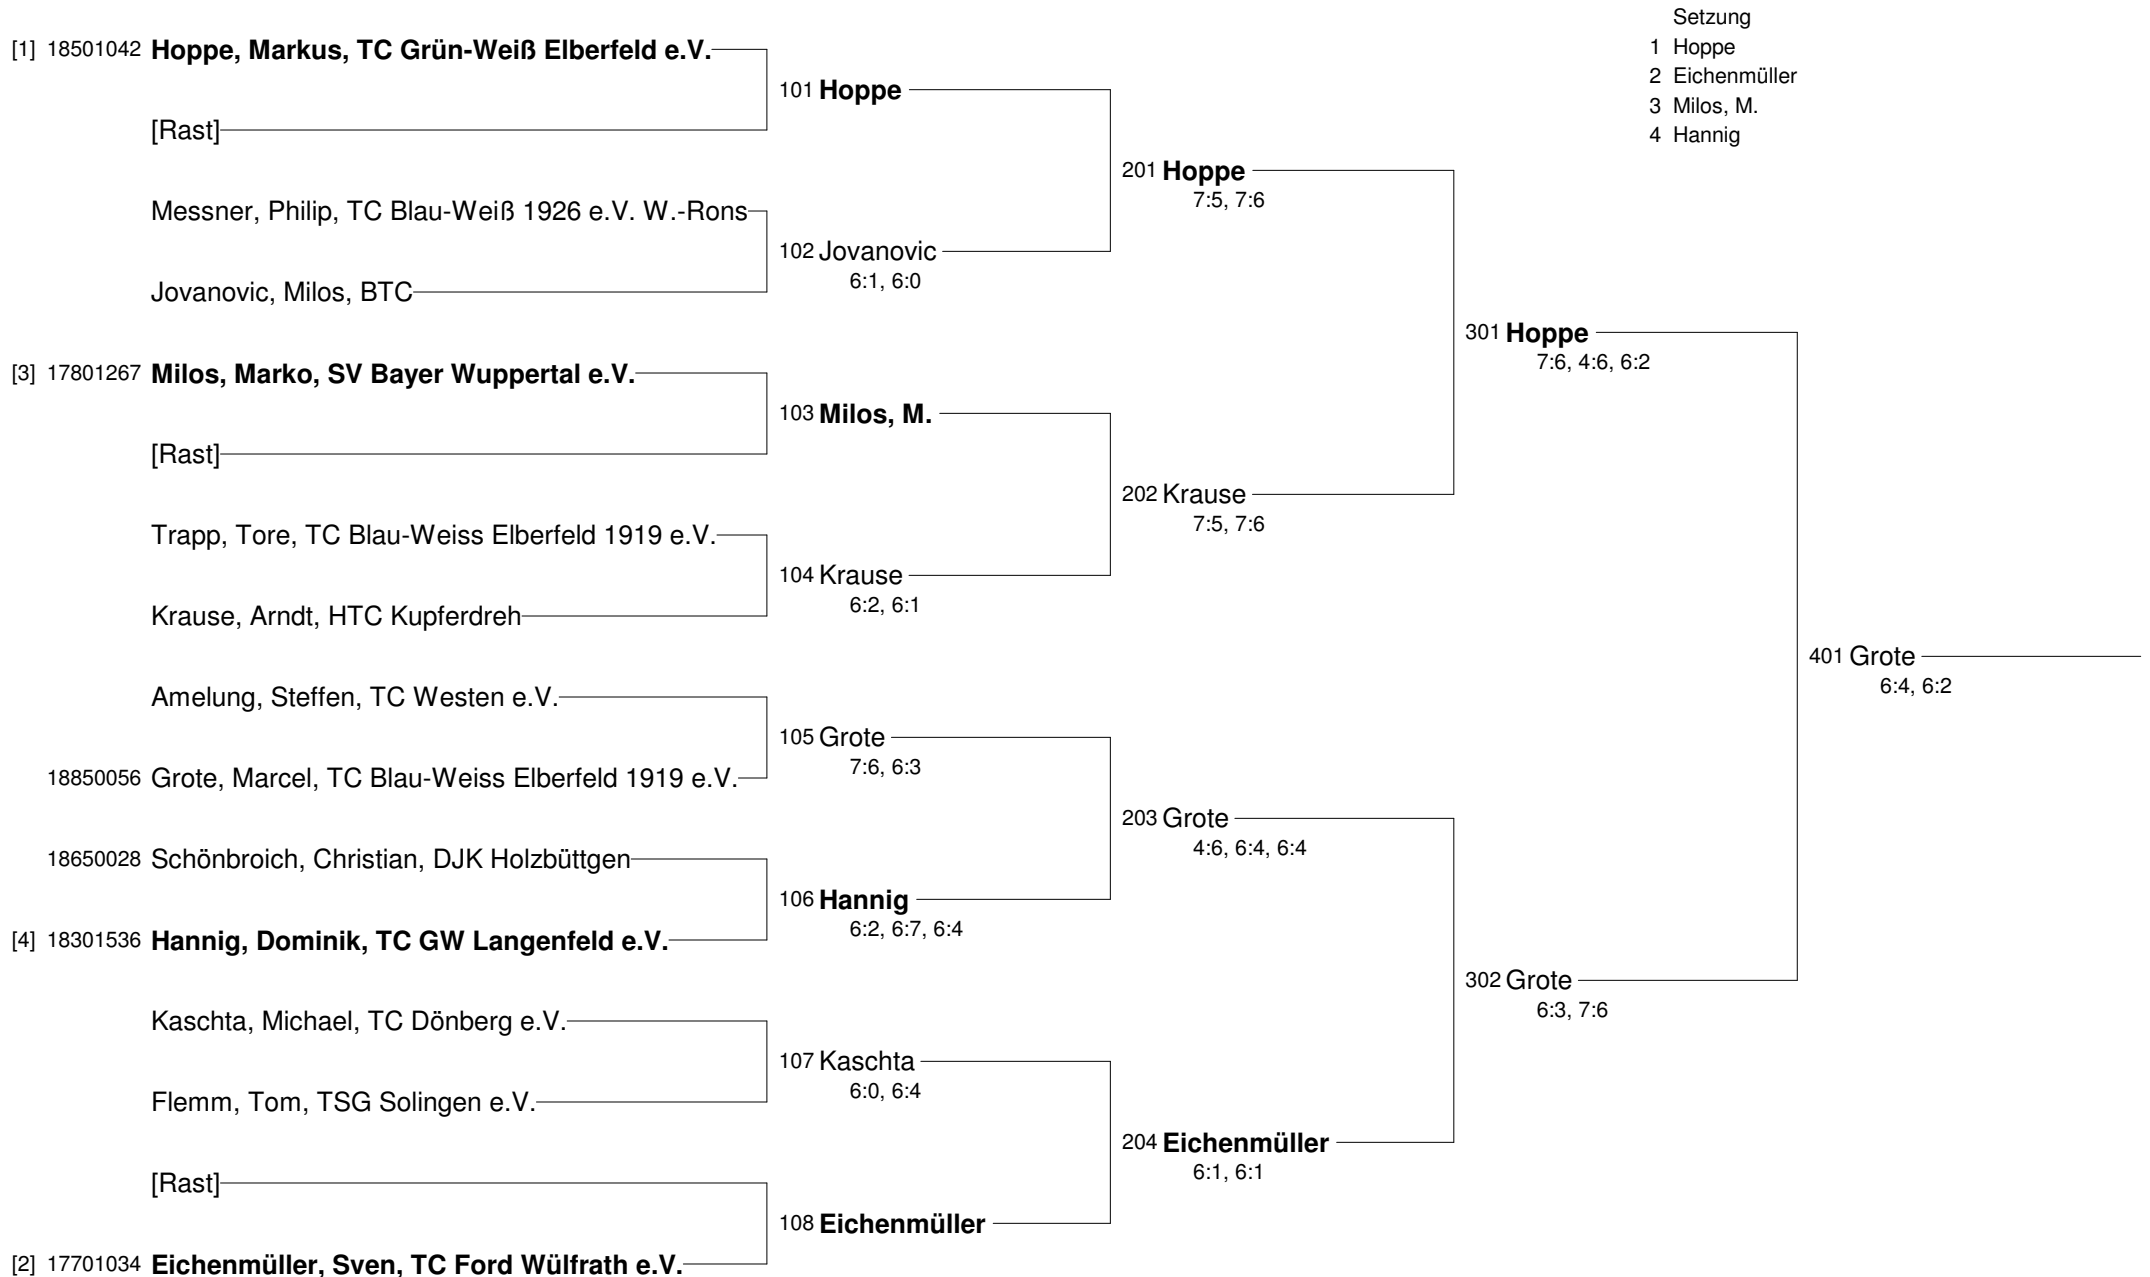 Setzung
1 Hoppe
2 Eichenmüller
3 Milos, M.
4 Hannig
[1] 18501042 Hoppe, Markus, TC Grün-Weiß Elberfeld e.V.
101 Hoppe
[Rast]
201 Hoppe
7:5, 7:6
Messner, Philip, TC Blau-Weiß 1926 e.V. W.-Rons
102 Jovanovic
6:1, 6:0
Jovanovic, Milos, BTC
301 Hoppe
7:6, 4:6, 6:2
[3] 17801267 Milos, Marko, SV Bayer Wuppertal e.V.
103 Milos, M.
[Rast]
202 Krause
7:5, 7:6
Trapp, Tore, TC Blau-Weiss Elberfeld 1919 e.V.
104 Krause
6:2, 6:1
Krause, Arndt, HTC Kupferdreh
401 Grote
6:4, 6:2
Amelung, Steffen, TC Westen e.V.
105 Grote
7:6, 6:3
18850056 Grote, Marcel, TC Blau-Weiss Elberfeld 1919 e.V.
203 Grote
4:6, 6:4, 6:4
18650028 Schönbroich, Christian, DJK Holzbüttgen
106 Hannig
6:2, 6:7, 6:4
[4] 18301536 Hannig, Dominik, TC GW Langenfeld e.V.
302 Grote
6:3, 7:6
Kaschta, Michael, TC Dönberg e.V.
107 Kaschta
6:0, 6:4
Flemm, Tom, TSG Solingen e.V.
204 Eichenmüller
6:1, 6:1
[Rast]
108 Eichenmüller
[2] 17701034 Eichenmüller, Sven, TC Ford Wülfrath e.V.